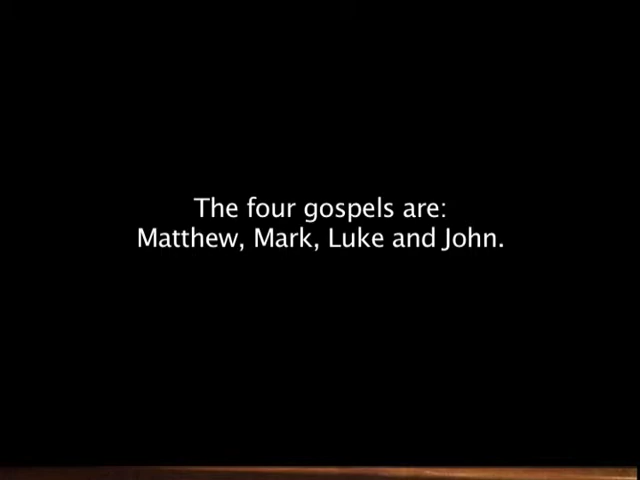 The four gospels are:
Matthew, Mark, Luke and John.